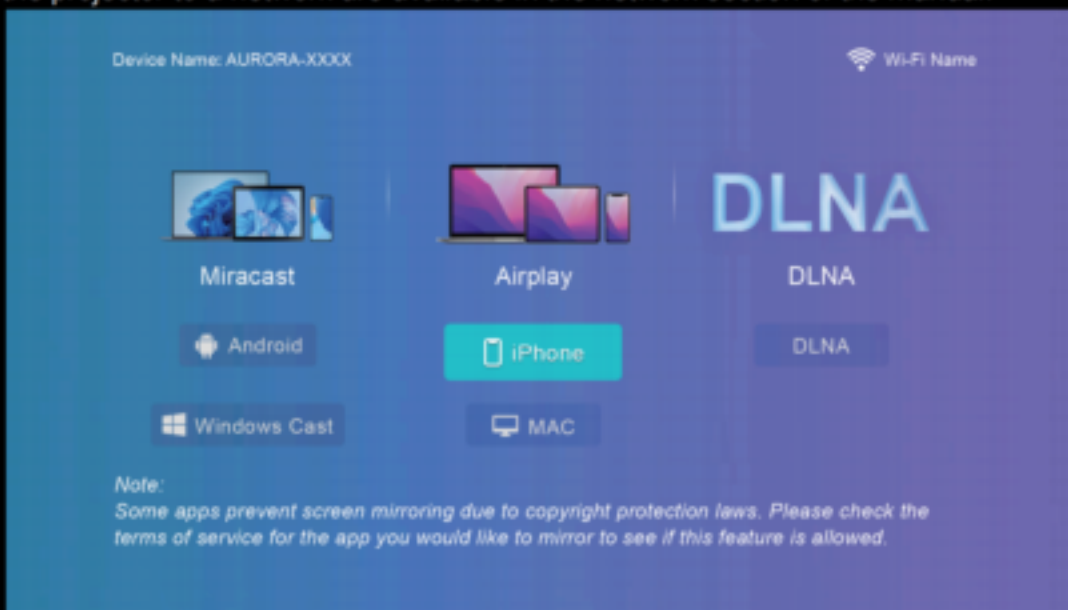 Device Name: AURORA-XXXX
Wi-Fi Name
DLNA
Miracast
Airplay
DLNA
Android
iPhone
DLNA
Windows Cast
MAC
Note:
Some apps prevent screen mirroring due to copyright protection laws. Please check the
terms of service for the app you would like to mirror to see if this feature is allowed.